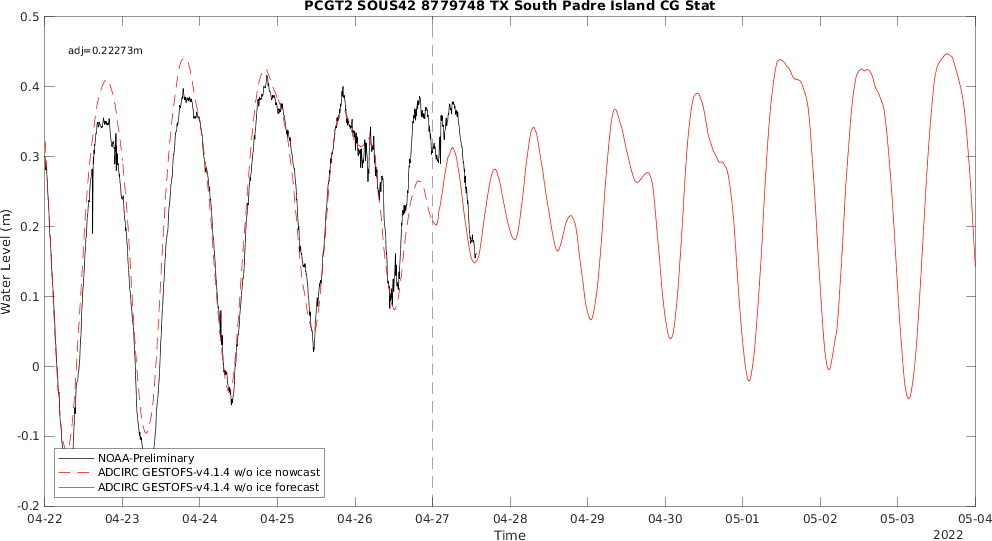 PCGT2 SOUS42 8779748 TX South Padre Island CG Stat
adj=0.22273m
0.5
0.4
0.3
0.2
0.1
0
-0.1
-0.2
Water Level (m)
NOAA-Preliminary
ADCIRC GESTOFS-v4.1.4 w/o ice nowcast
ADCIRC GESTOFS-v4.1.4 w/o ice forecast
04-22 04-23 04-24 04-25 04-26 04-27 04-28 04-29 04-30 05-01 05-02 05-03 05-04
Time
2022